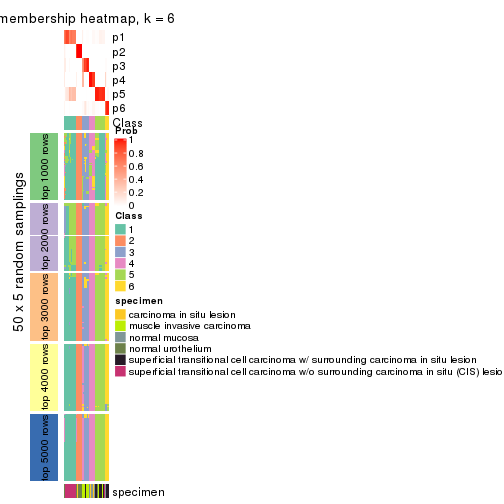 membership heatmap, k = 6
p1
p2
p3
p4
p5
p6
Class
Prob
1
0.8
0.6
0.4
0.2
0
Class
1
2
3
4
5
6
specimen
carcinoma in situ lesion
muscle invasive carcinoma
normal mucosa
normal urothelium
superficial transitional cell carcinoma w/ surrounding carcinoma in situ lesion
superficial transitional cell carcinoma w/o surrounding carcinoma in situ (CIS) lesio
50 x 5 random samplings
top 1000 rows
top 2000 rows
top 3000 rows
top 4000 rows
top 5000 rows
specimen